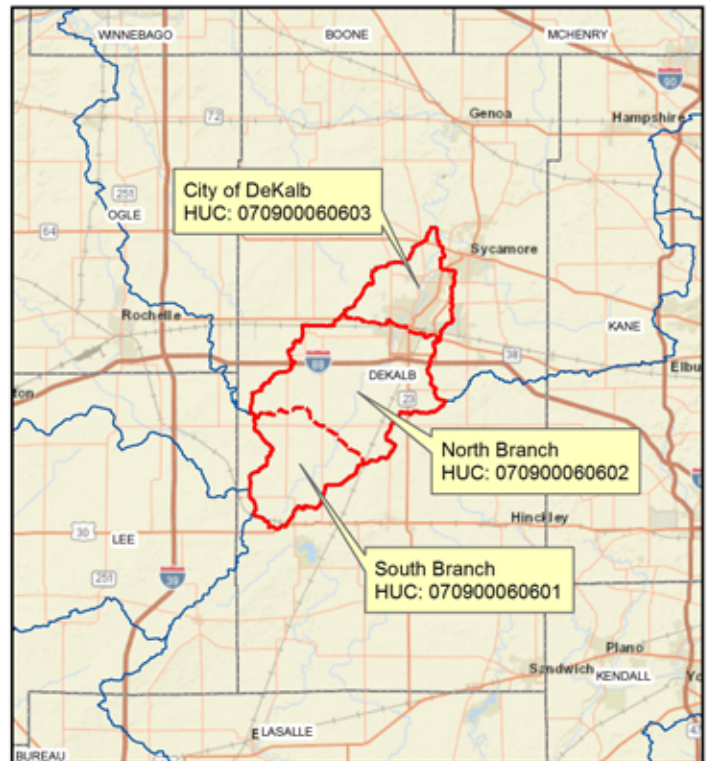 WINNEBAGO
BOONE
MCHENRY
90
72
Genoa
Hampshire
City of DeKalb
HUC: 070900060603
251
OGLE
64
Sycamore
Rochelle
KANE
88
38
DEKALB
23
North Branch
HUC: 070900060602
30
LEE
Hinckley
251
39
South Branch
HUC: 070900060601
Plano
Sandwich
KENDALL
LASALLE
BUREAU